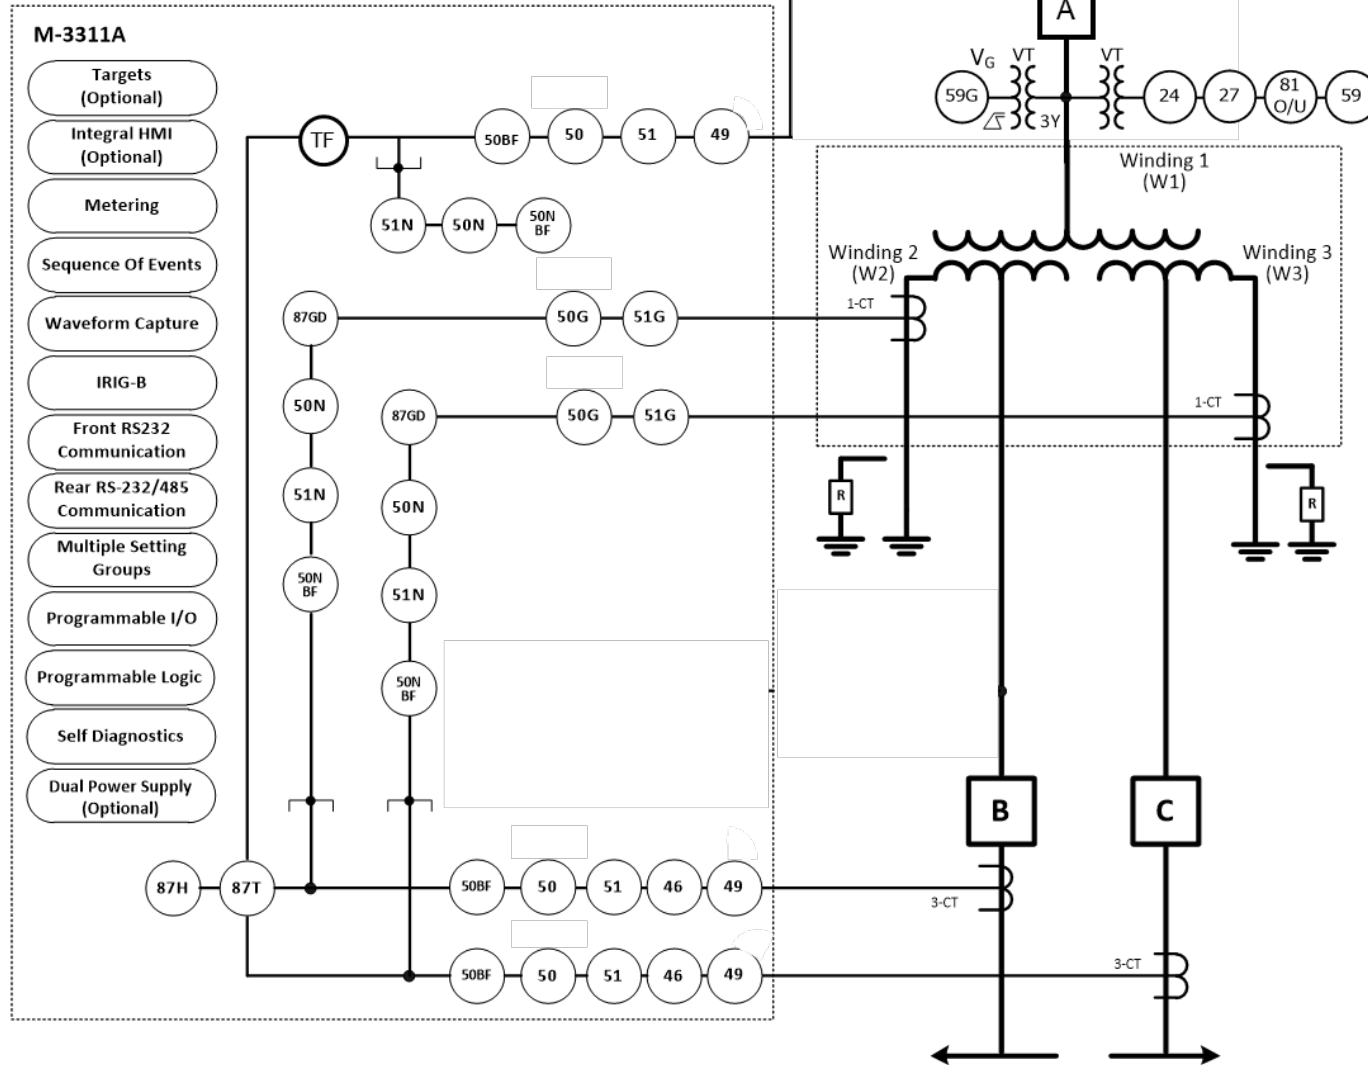 M-3311A
Targets
(Optional)
Integral HMI
(Optional)
Metering
Sequence Of Events
Waveform Capture
IRIG-B
Front RS232
Communication
Rear RS-232/485
Communication
Multiple Setting
Groups
Programmable I/O
Programmable Logic
Self Diagnostics
Dual Power Supply
(Optional)
A
VG VT VT
59G 3Y 24 27 81
O/U 59
TF 50BF 50 51 49
51N 50N 50N
BF
Winding 1
(W1)
Winding 2
(W2)
Winding 3
(W3)
1-CT
87GD 50G 51G
50N
87GD 50G 51G
1-CT
51N
50N
R R
50N
BF
51N
50N
BF
B C
87H 87T 50BF 50 51 46 49
3-CT
50BF 50 51 46 49
3-CT